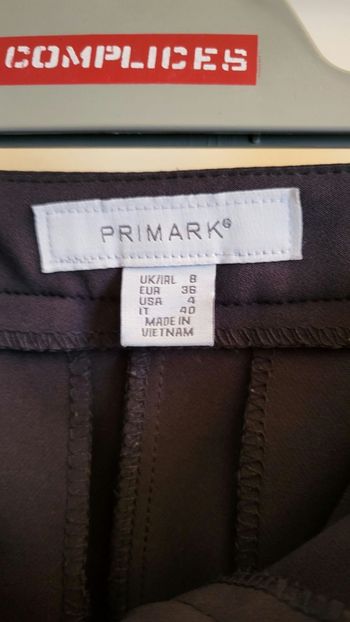 COMPLICES
PRIMARK®
UK/IRL 8
EUR 36
USA 4
IT 40
MADE IN
VIETNAM